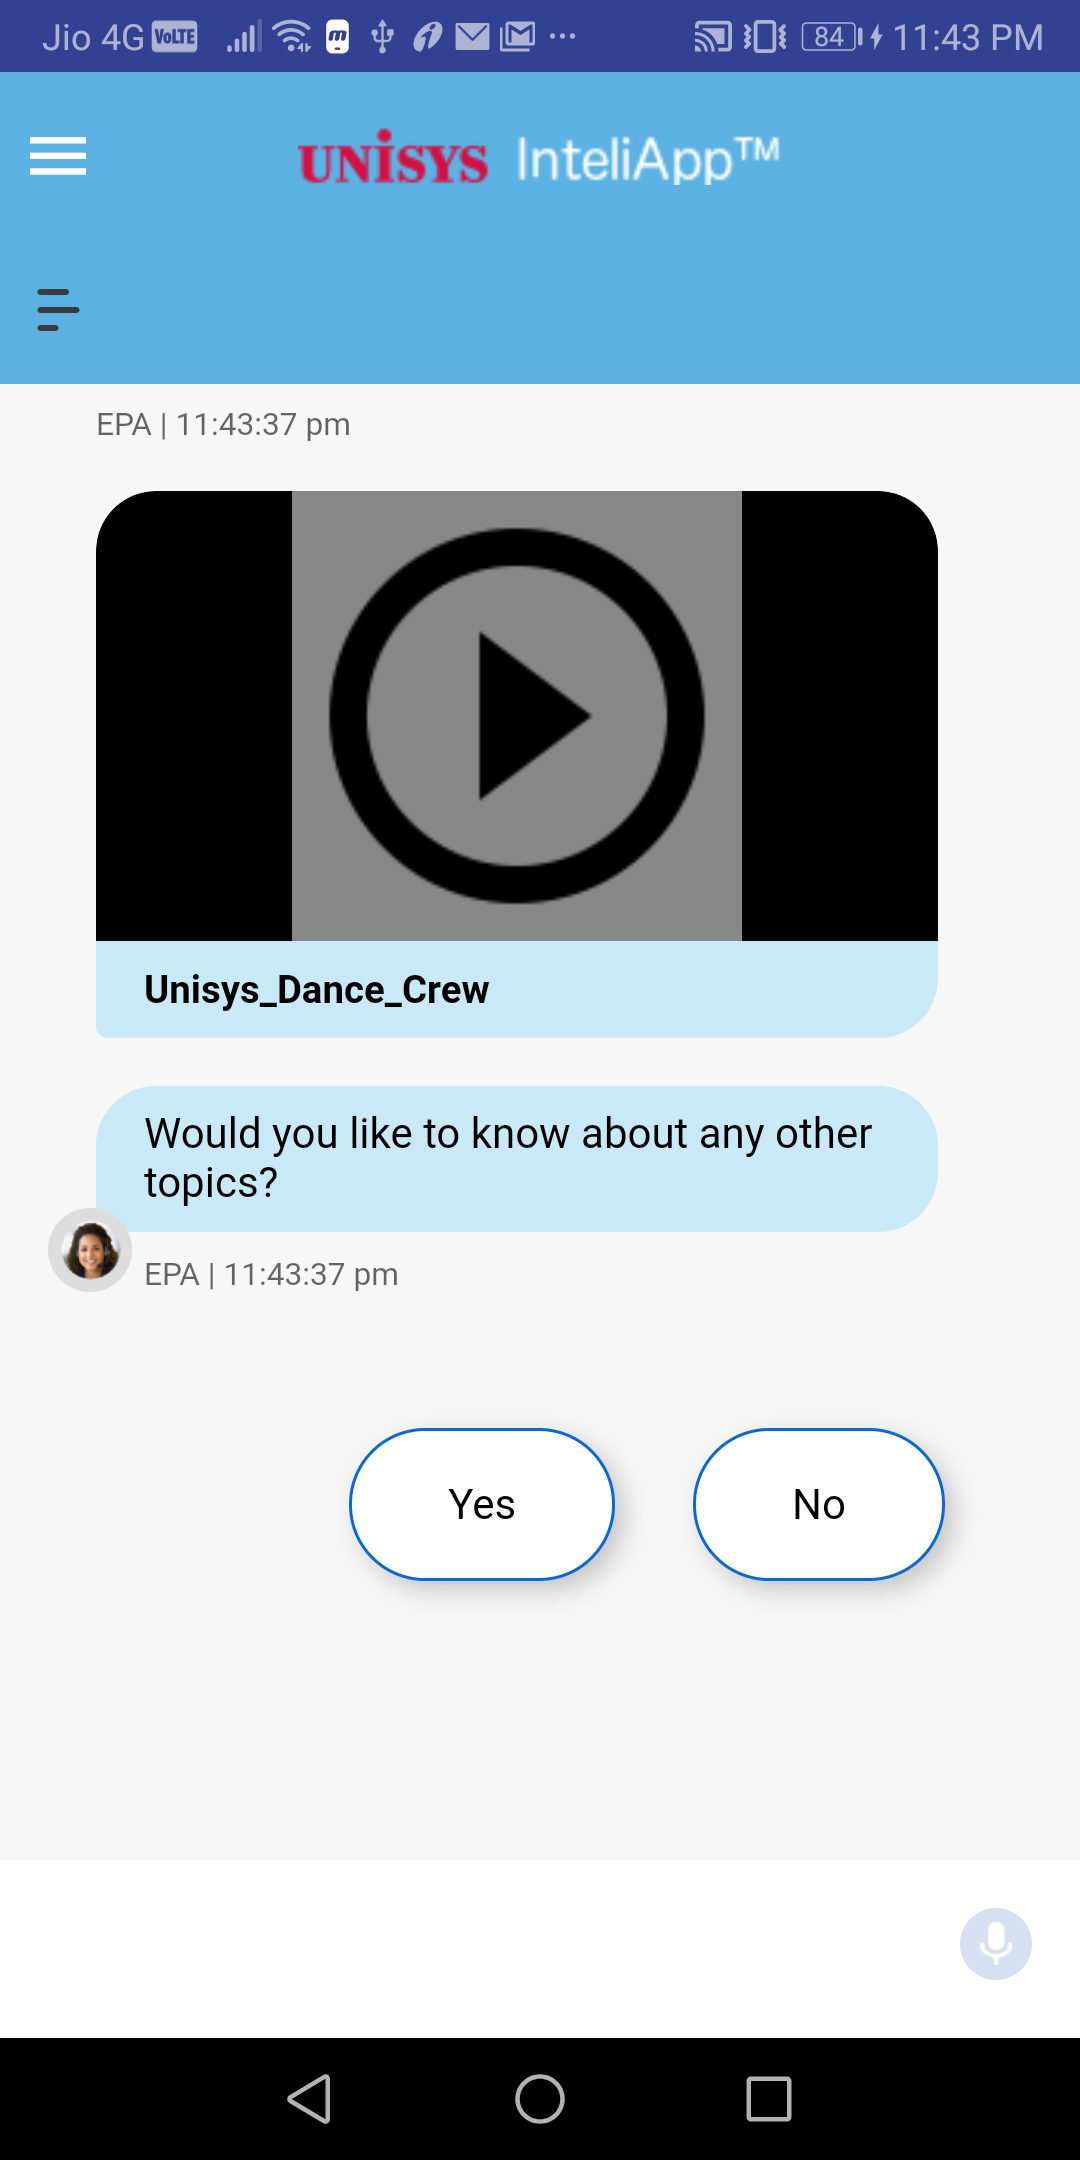 Jio 4G VoLTE 84 11:43 PM
UNiSYS InteliApp™
EPA | 11:43:37 pm
Unisys_Dance_Crew
Would you like to know about any other
topics?
EPA | 11:43:37 pm
Yes No